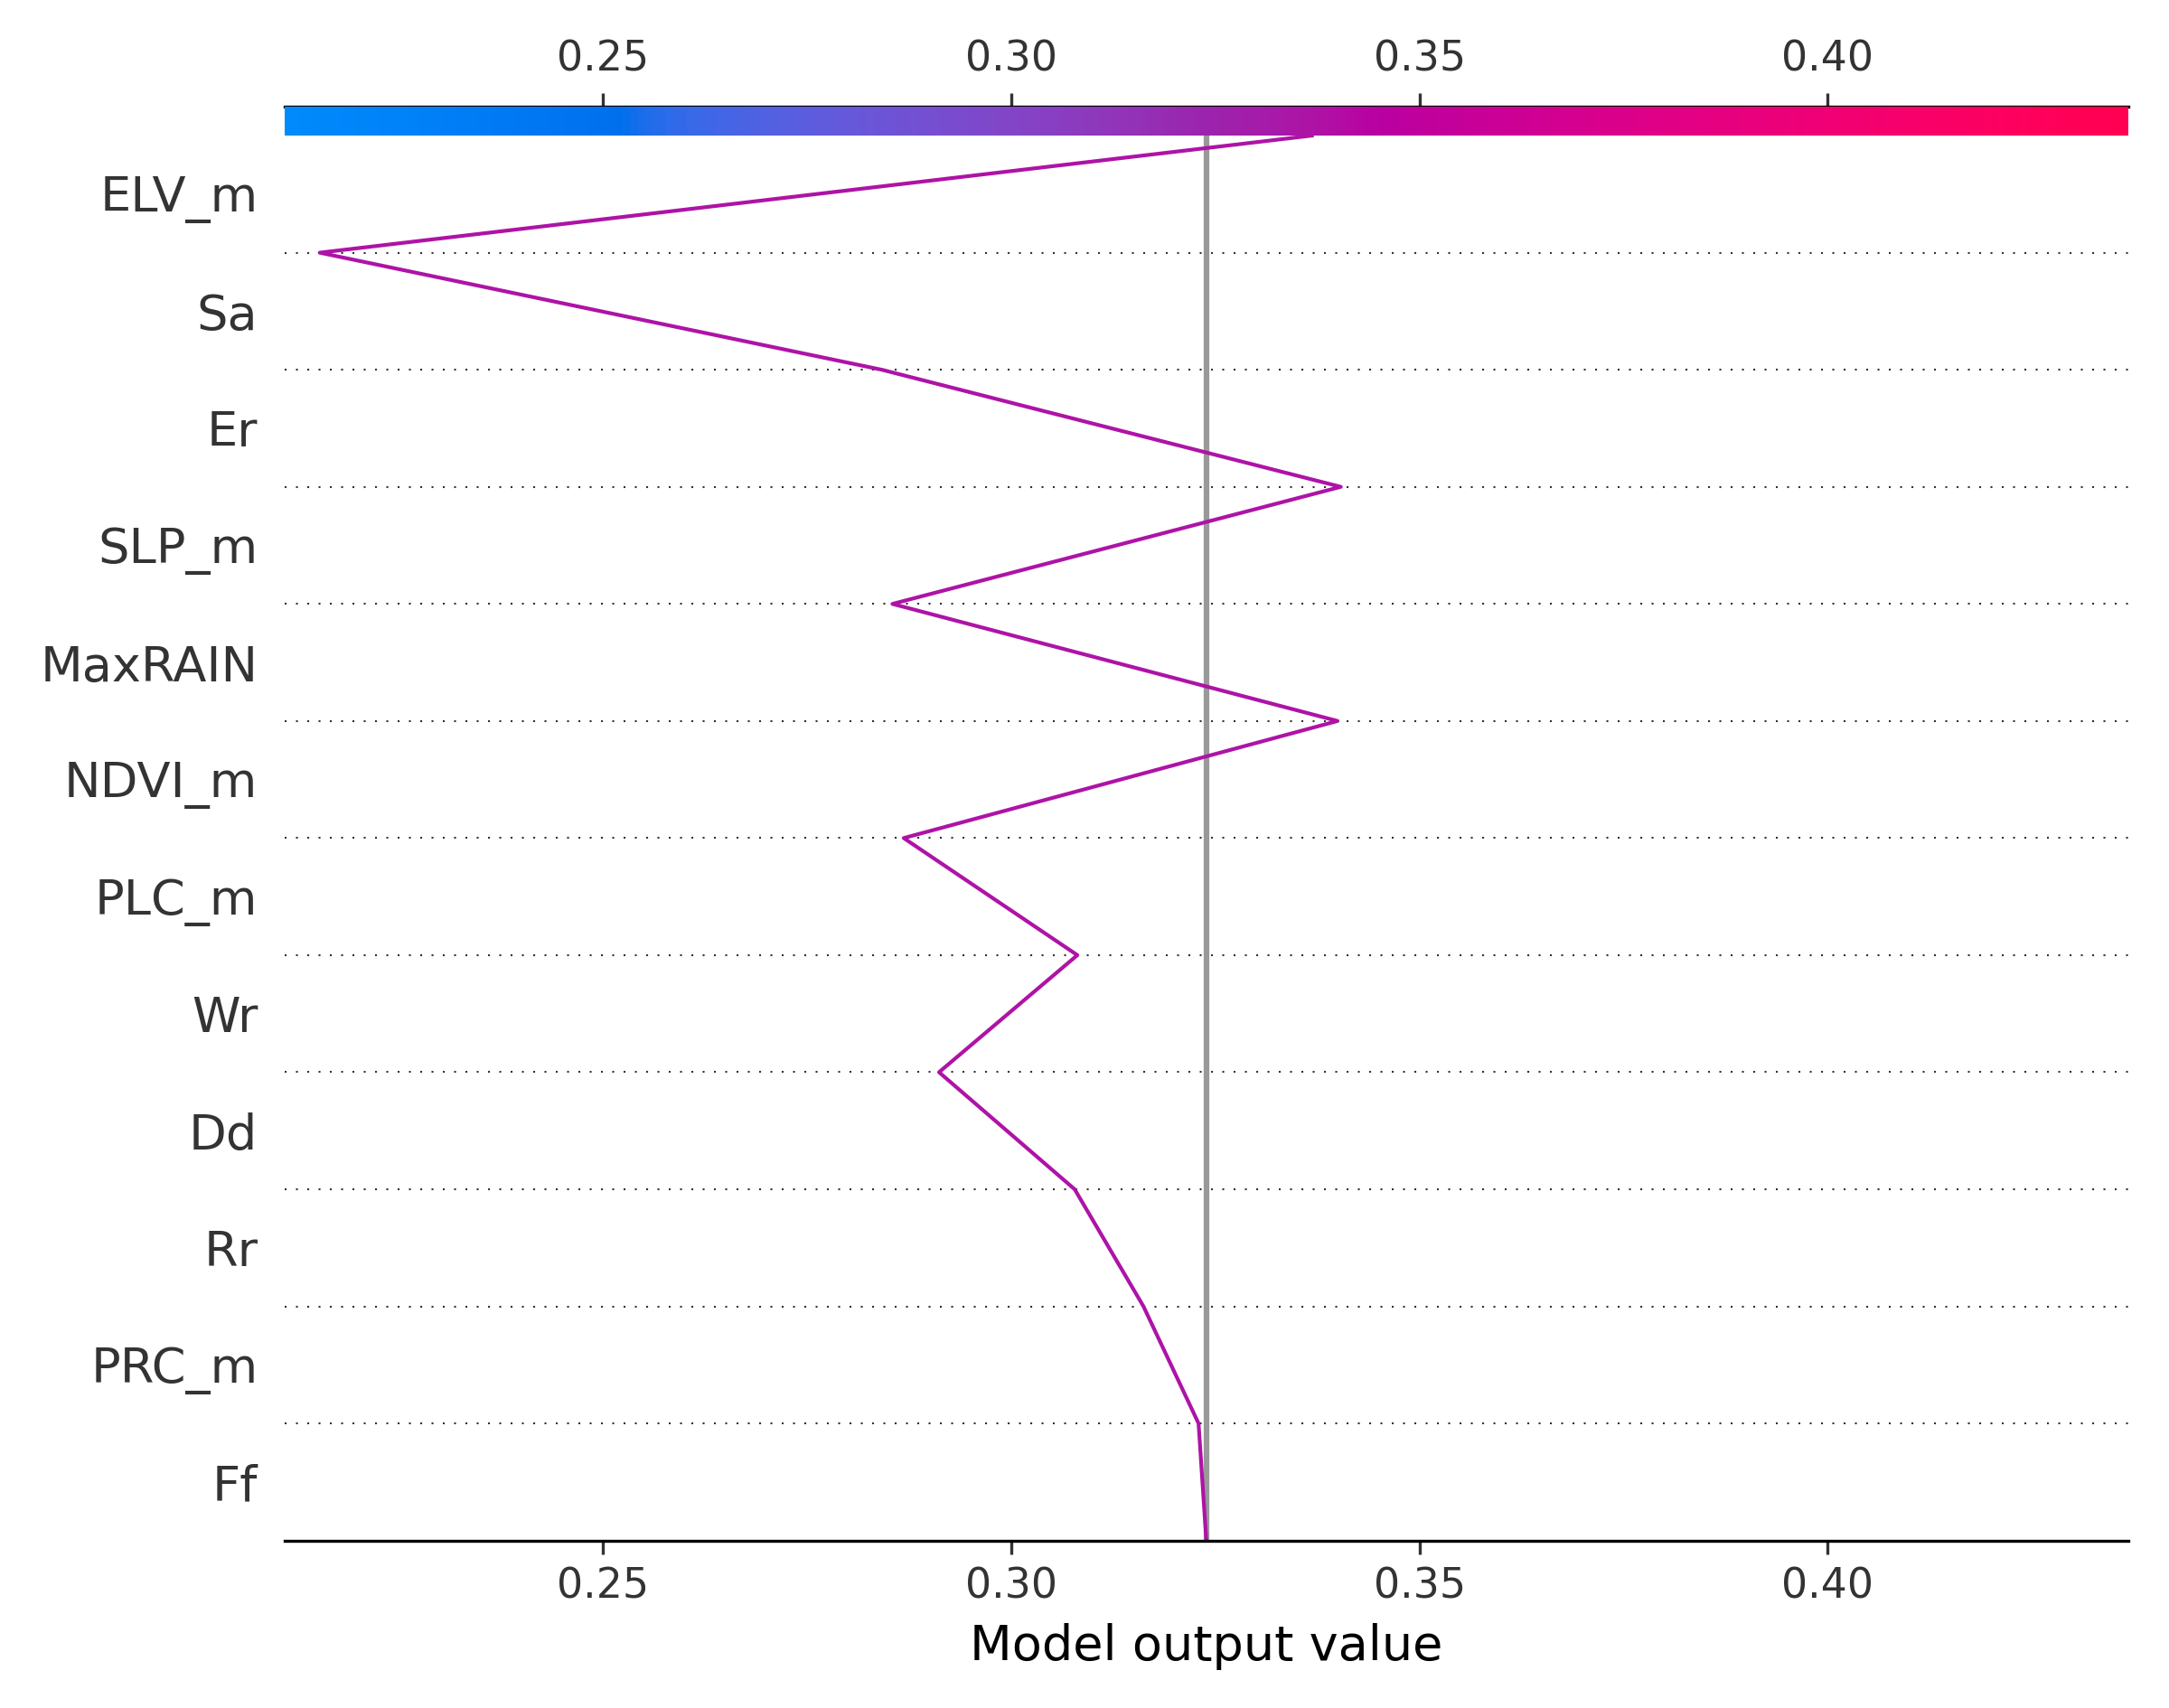 0.25 0.30 0.35 0.40
ELV_m
Sa
Er
SLP_m
MaxRAIN
NDVI_m
PLC_m
Wr
Dd
Rr
PRC_m
Ff
0.25 0.30 0.35 0.40
Model output value